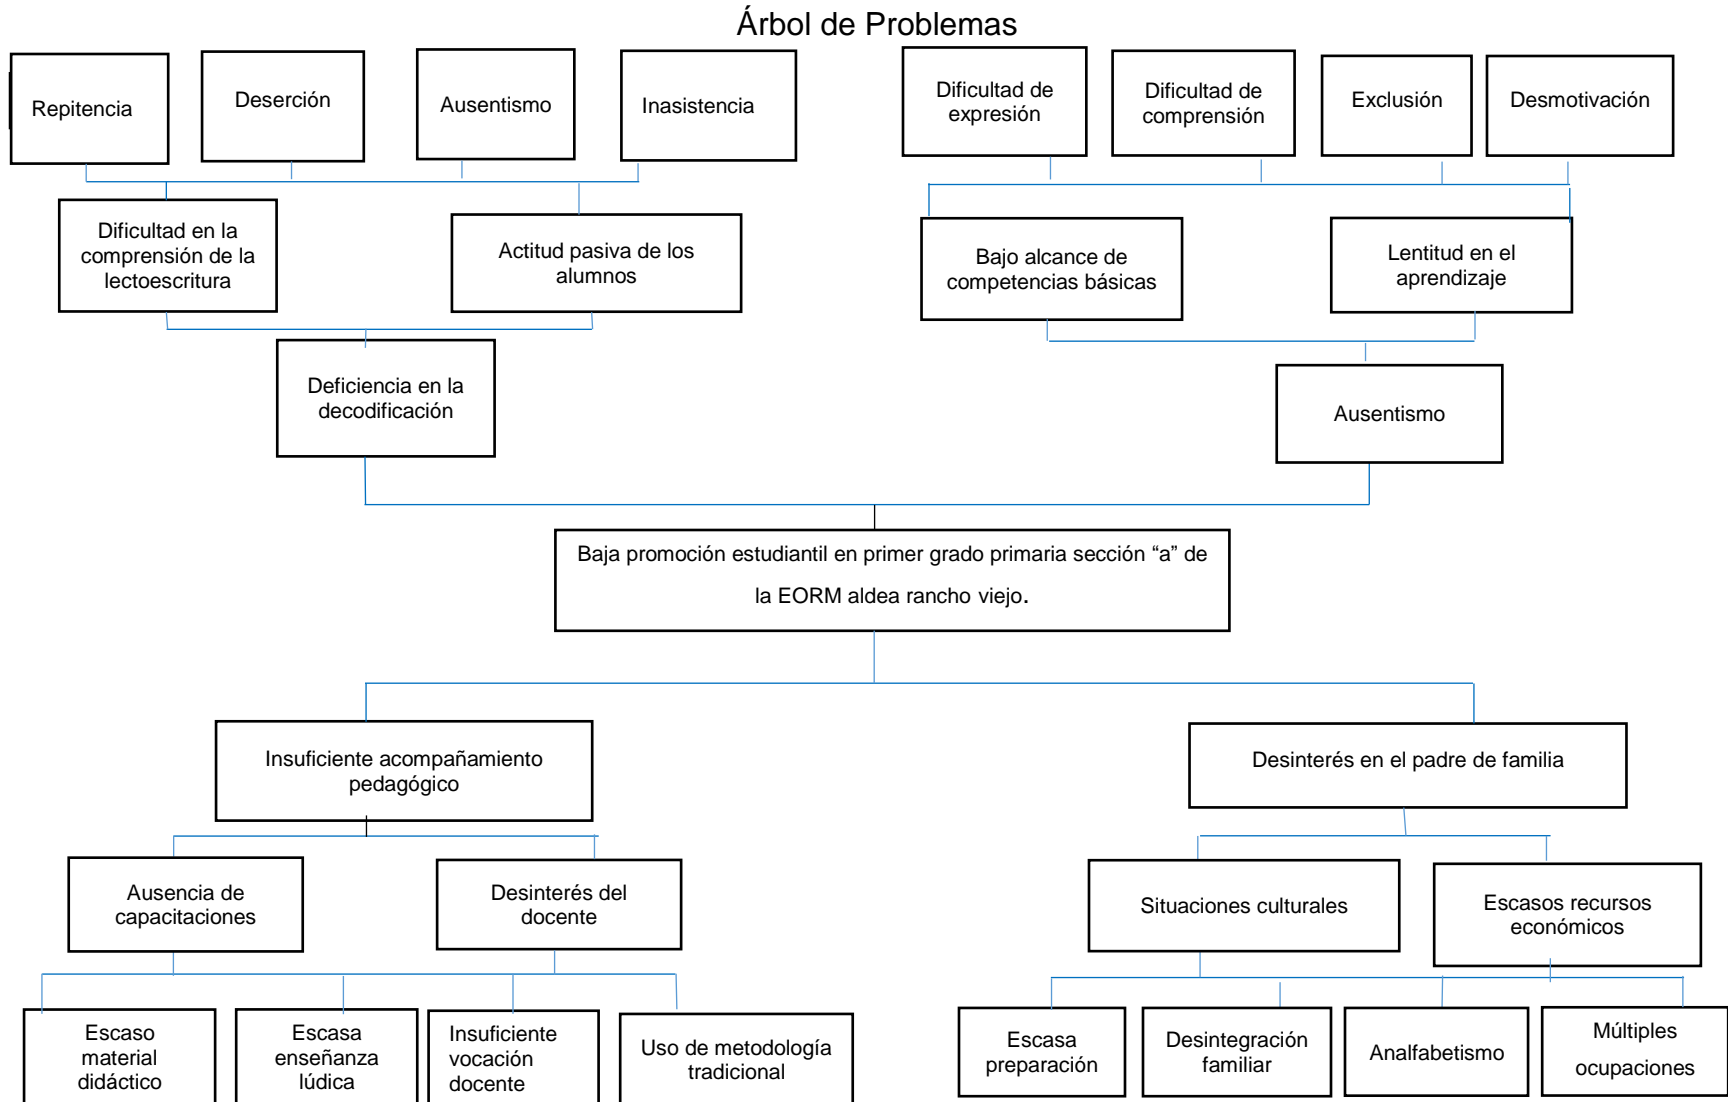 Árbol de Problemas
Repitencia
Deserción
Ausentismo
Inasistencia
Dificultad de
expresión
Dificultad de
comprensión
Exclusión
Desmotivación
Dificultad en la
comprensión de la
lectoescritura
Actitud pasiva de los
alumnos
Bajo alcance de
competencias básicas
Lentitud en el
aprendizaje
Deficiencia en la
decodificación
Ausentismo
Baja promoción estudiantil en primer grado primaria sección “a” de
la EORM aldea rancho viejo.
Insuficiente acompañamiento
pedagógico
Desinterés en el padre de familia
Ausencia de
capacitaciones
Desinterés del
docente
Situaciones culturales
Escasos recursos
económicos
Escaso
material
didáctico
Escasa
enseñanza
lúdica
Insuficiente
vocación
docente
Uso de metodología
tradicional
Escasa
preparación
Desintegración
familiar
Analfabetismo
Múltiples
ocupaciones